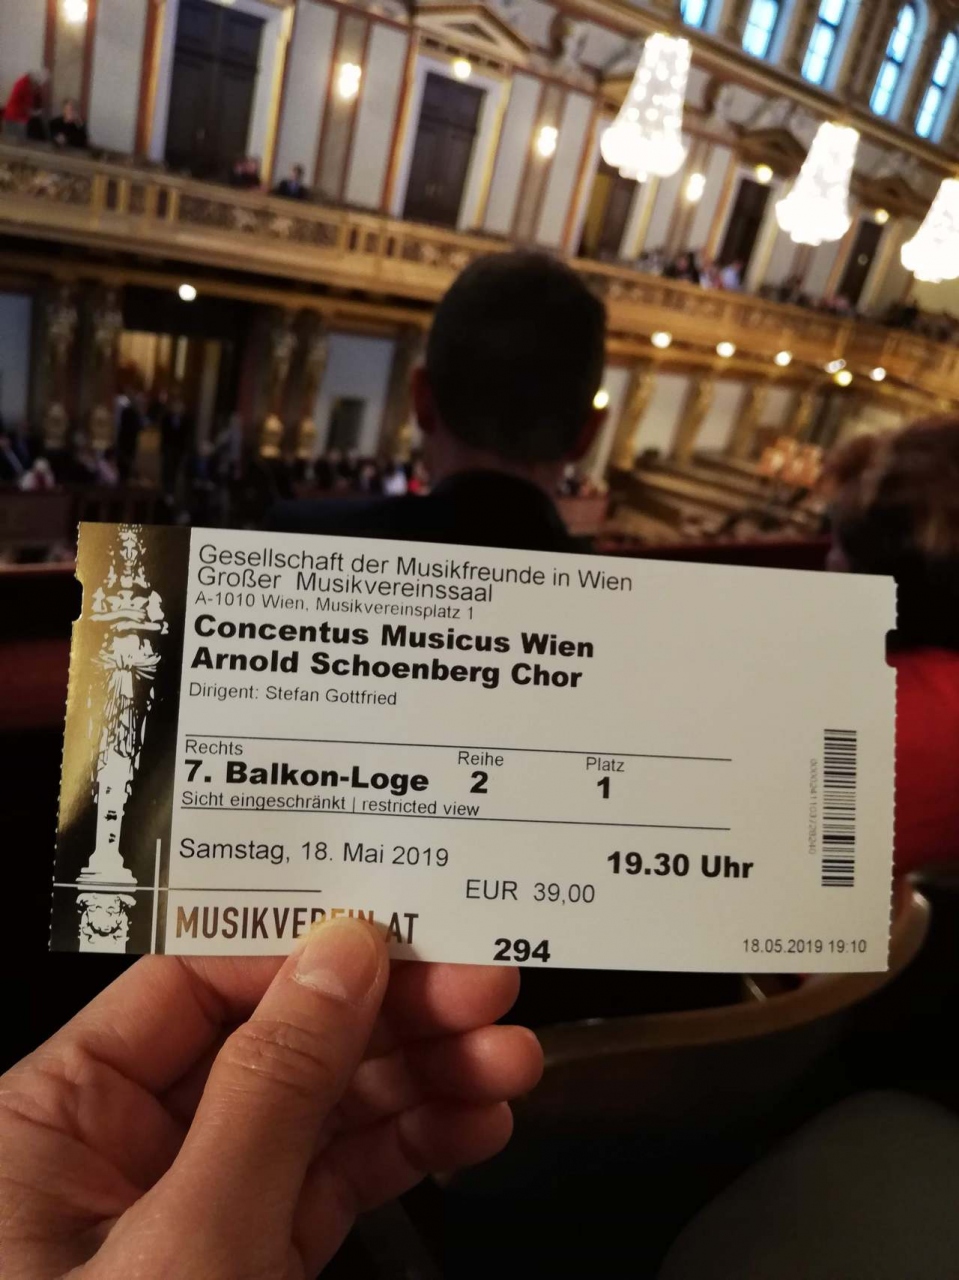 Gesellschaft der Musikfreunde in Wien
Großer Musikvereinssaal
A-1010 Wien, Musikvereinsplatz 1
Concentus Musicus Wien
Arnold Schoenberg Chor
Dirigent: Stefan Gottfried
Rechts Reihe Platz
7. Balkon-Loge 2 1
Sicht eingeschränkt | restricted view
Samstag, 18. Mai 2019 19.30 Uhr
EUR 39,00
MUSIKVEREIN.AT
294
18.05.2019 19:10